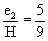 e₂/H = 5/9